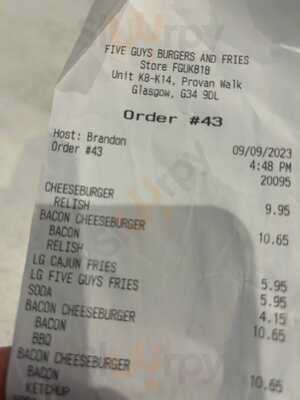 FIVE GUYS BURGERS AND FRIES
Store FGUK818
Unit K8-K14, Provan Walk
Glasgow, G34 9DL
Order #43
Host: Brandon 09/09/2023
Order #43 4:48 PM
20095
CHEESEBURGER 9.95
RELISH
BACON CHEESEBURGER 10.65
BACON
RELISH
LG CAJUN FRIES 5.95
LG FIVE GUYS FRIES 5.95
SODA 4.15
BACON CHEESEBURGER 10.65
BACON
BBQ
BACON CHEESEBURGER 10.65
BACON
KETCHUP